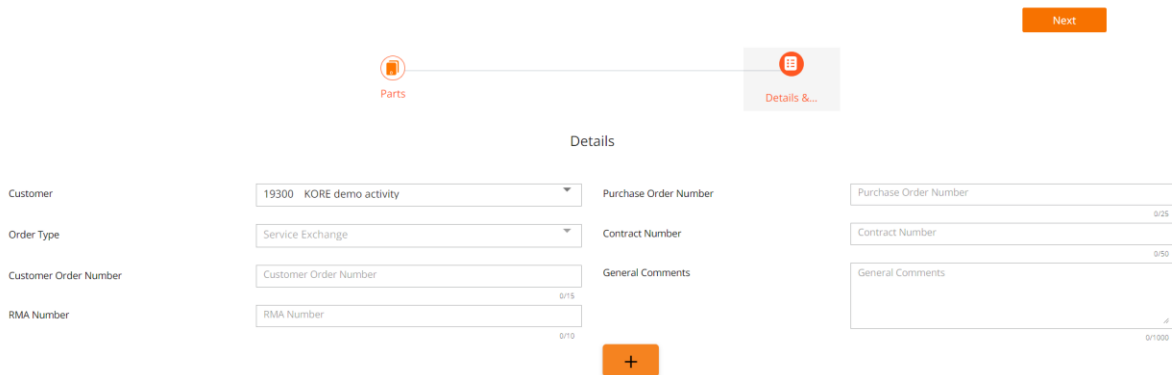 Next
Parts
Details &...
Details
Customer
19300 KORE demo activity
Purchase Order Number
Purchase Order Number
0/25
Order Type
Service Exchange
Contract Number
Contract Number
0/50
Customer Order Number
Customer Order Number
0/15
General Comments
General Comments
0/1000
RMA Number
RMA Number
0/10
+